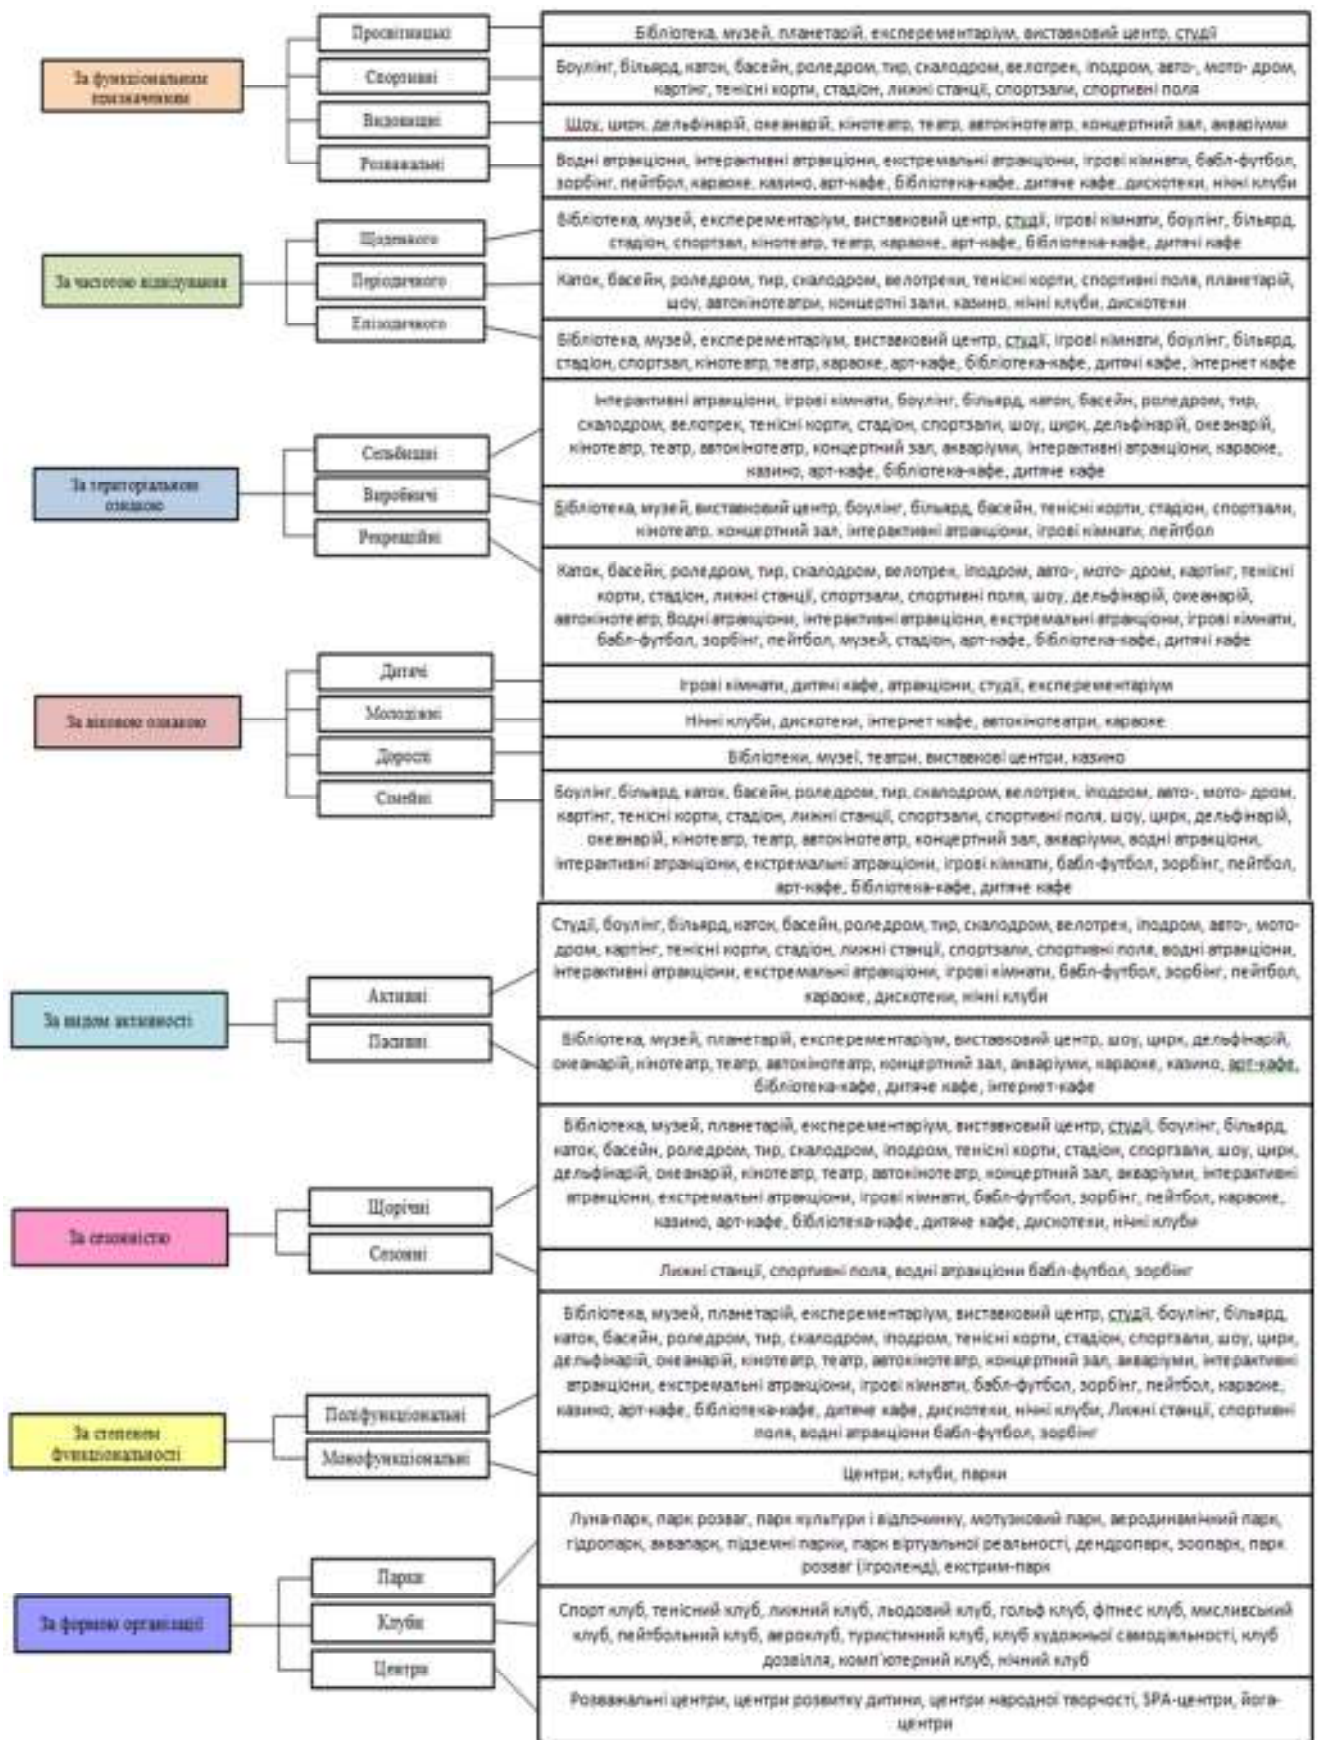 За функціональним
призначенням
Просвітницькі
Бібліотека, музей, планетарій, експерементаріум, виставковий центр, студії
Спортивні
Боулінг, більярд, каток, басейн, роледром, тир, скалодром, велотрек, іподром, авто-, мото- дром,
картінг, тенісні корти, стадіон, лижні станції, спортзали, спортивні поля
Видовищні
Шоу, цирк, дельфінарій, океанарій, кінотеатр, театр, автокінотеатр, концертний зал, акваріуми
Розважальні
Водні атракціони, інтерактивні атракціони, екстремальні атракціони, ігрові кімнати, бабл-футбол,
зорбінг, пейтбол, караоке, казино, арт-кафе, бібліотека-кафе, дитяче кафе, дискотеки, нічні клуби
За частотою відвідування
Щоденного
Бібліотека, музей, експерементаріум, виставковий центр, студії, ігрові кімнати, боулінг, більярд,
стадіон, спортзал, кінотеатр, театр, караоке, арт-кафе, бібліотека-кафе, дитячі кафе
Періодичного
Каток, басейн, роледром, тир, скалодром, велотреки, тенісні корти, спортивні поля, планетарій,
шоу, автокінотеатри, концертні зали, казино, нічні клуби, дискотеки
Епізодичного
Бібліотека, музей, експерементаріум, виставковий центр, студії, ігрові кімнати, боулінг, більярд,
стадіон, спортзал, кінотеатр, театр, караоке, арт-кафе, бібліотека-кафе, дитячі кафе, інтернет кафе
За територіальною
ознакою
Сельбищні
Інтерактивні атракціони, ігрові кімнати, боулінг, більярд, каток, басейн, роледром, тир,
скалодром, велотрек, тенісні корти, стадіон, спортзали, шоу, цирк, дельфінарій, океанарій,
кінотеатр, театр, автокінотеатр, концертний зал, акваріуми, інтерактивні атракціони, караоке,
казино, арт-кафе, бібліотека-кафе, дитяче кафе
Виробничі
Бібліотека, музей, виставковий центр, боулінг, більярд, басейн, тенісні корти, стадіон, спортзали,
кінотеатр, концертний зал, інтерактивні атракціони, ігрові кімнати, пейтбол
Рекреаційні
Каток, басейн, роледром, тир, скалодром, велотрек, іподром, авто-, мото- дром, картінг, тенісні
корти, стадіон, лижні станції, спортзали, спортивні поля, шоу, дельфінарій, океанарій,
автокінотеатр, Водні атракціони, інтерактивні атракціони, екстремальні атракціони, ігрові кімнати,
бабл-футбол, зорбінг, пейтбол, музей, стадіон, арт-кафе, бібліотека-кафе, дитячі кафе
За віковою ознакою
Дитячі
Ігрові кімнати, дитячі кафе, атракціони, студії, експерементаріум
Молодіжні
Нічні клуби, дискотеки, інтернет кафе, автокінотеатри, караоке
Дорослі
Бібліотеки, музеї, театри, виставкові центри, казино
Сімейні
Боулінг, більярд, каток, басейн, роледром, тир, скалодром, велотрек, іподром, авто-, мото- дром,
картінг, тенісні корти, стадіон, лижні станції, спортзали, спортивні поля, шоу, цирк, дельфінарій,
океанарій, кінотеатр, театр, автокінотеатр, концертний зал, акваріуми, водні атракціони,
інтерактивні атракціони, екстремальні атракціони, ігрові кімнати, бабл-футбол, зорбінг, пейтбол,
арт-кафе, бібліотека-кафе, дитяче кафе
За видом активності
Активні
Студії, боулінг, більярд, каток, басейн, роледром, тир, скалодром, велотрек, іподром, авто-, мото-
дром, картінг, тенісні корти, стадіон, лижні станції, спортзали, спортивні поля, водні атракціони,
інтерактивні атракціони, екстремальні атракціони, ігрові кімнати, бабл-футбол, зорбінг, пейтбол,
караоке, дискотеки, нічні клуби
Пасивні
Бібліотека, музей, планетарій, експерементаріум, виставковий центр, шоу, цирк, дельфінарій,
океанарій, кінотеатр, театр, автокінотеатр, концертний зал, акваріуми, караоке, казино, арт-кафе,
бібліотека-кафе, дитяче кафе, інтернет-кафе
За сезонністю
Щорічні
Бібліотека, музей, планетарій, експерементаріум, виставковий центр, студії, боулінг, більярд,
каток, басейн, роледром, тир, скалодром, іподром, тенісні корти, стадіон, спортзали, шоу, цирк,
дельфінарій, океанарій, кінотеатр, театр, автокінотеатр, концертний зал, акваріуми, інтерактивні
атракціони, екстремальні атракціони, ігрові кімнати, бабл-футбол, зорбінг, пейтбол, караоке,
казино, арт-кафе, бібліотека-кафе, дитяче кафе, дискотеки, нічні клуби
Сезонні
Лижні станції, спортивні поля, водні атракціони бабл-футбол, зорбінг
За степенем
функціональності
Поліфункціональні
Бібліотека, музей, планетарій, експерементаріум, виставковий центр, студії, боулінг, більярд,
каток, басейн, роледром, тир, скалодром, іподром, тенісні корти, стадіон, спортзали, шоу, цирк,
дельфінарій, океанарій, кінотеатр, театр, автокінотеатр, концертний зал, акваріуми, інтерактивні
атракціони, екстремальні атракціони, ігрові кімнати, бабл-футбол, зорбінг, пейтбол, караоке,
казино, арт-кафе, бібліотека-кафе, дитяче кафе, дискотеки, нічні клуби, Лижні станції, спортивні
поля, водні атракціони бабл-футбол, зорбінг
Монофункціональні
Центри, клуби, парки
За формою організації
Парки
Луна-парк, парк розваг, парк культури і відпочинку, мотузковий парк, аеродинамічний парк,
гідропарк, аквапарк, підземні парки, парк віртуальної реальності, дендропарк, зоопарк, парк
розваг (ігроленд), екстрим-парк
Клуби
Спорт клуб, тенісний клуб, лижний клуб, льодовий клуб, гольф клуб, фітнес клуб, мисливський
клуб, пейтбольний клуб, аероклуб, туристичний клуб, клуб художньої самодіяльності, клуб
дозвілля, комп'ютерний клуб, нічний клуб
Центри
Розважальні центри, центри розвитку дитини, центри народної творчості, SPA-центри, йога-
центри